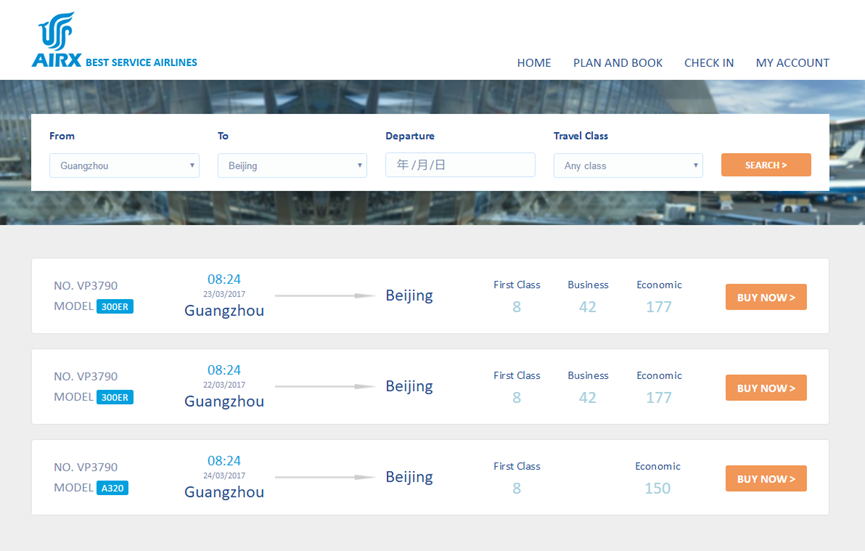 AIRX BEST SERVICE AIRLINES
HOME PLAN AND BOOK CHECK IN MY ACCOUNT
From To Departure Travel Class
Guangzhou Beijing 年 /月/日 Any class SEARCH >
NO. VP3790
MODEL 300ER
08:24
23/03/2017
Guangzhou
Beijing
First Class Business Economic
8 42 177
BUY NOW >
NO. VP3790
MODEL 300ER
08:24
22/03/2017
Guangzhou
Beijing
First Class Business Economic
8 42 177
BUY NOW >
NO. VP3790
MODEL A320
08:24
24/03/2017
Guangzhou
Beijing
First Class Economic
8 150
BUY NOW >